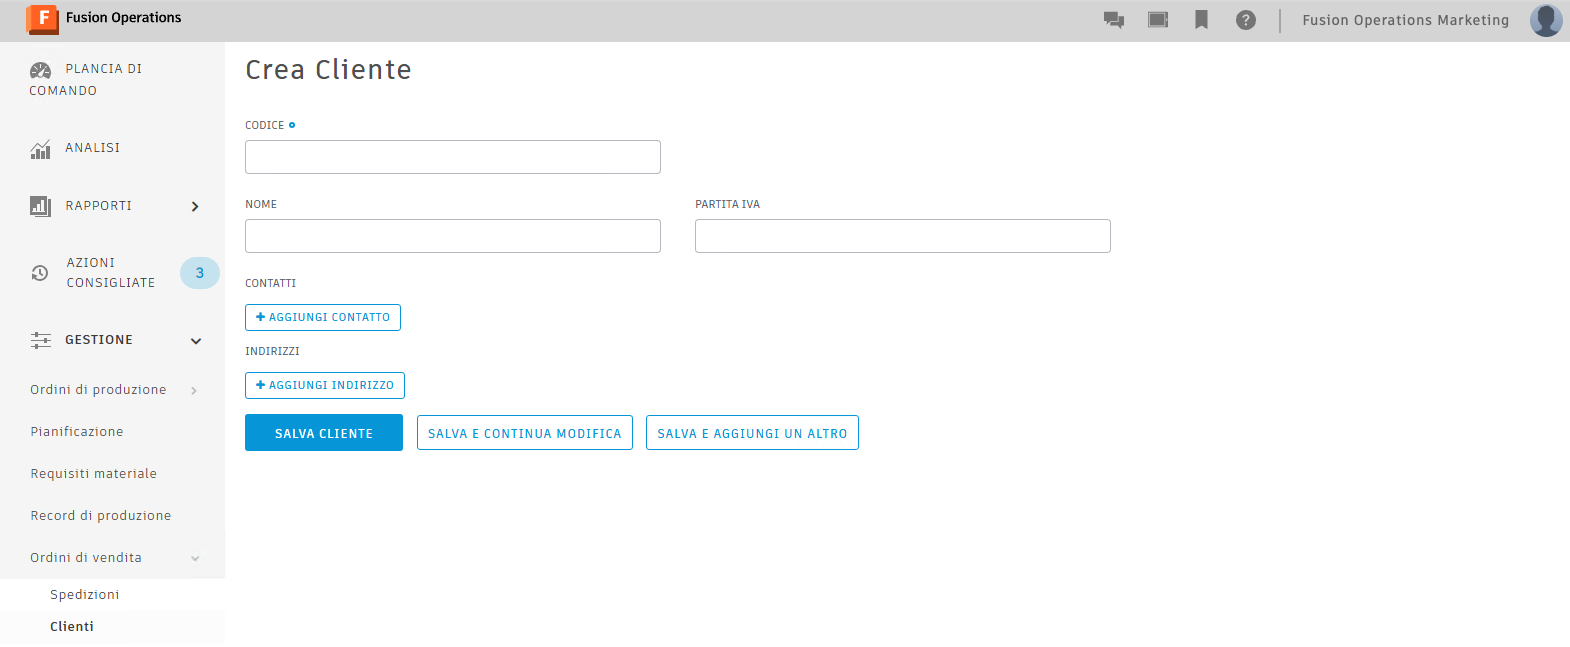 F Fusion Operations
? Fusion Operations Marketing
PLANCIA DI
COMANDO
ANALISI
RAPPORTI
AZIONI
CONSIGLIATE
3
GESTIONE
Ordini di produzione
Pianificazione
Requisiti materiale
Record di produzione
Ordini di vendita
Spedizioni
Clienti
Crea Cliente
CODICE
NOME
PARTITA IVA
CONTATTI
+ AGGIUNGI CONTATTO
INDIRIZZI
+ AGGIUNGI INDIRIZZO
SALVA CLIENTE
SALVA E CONTINUA MODIFICA
SALVA E AGGIUNGI UN ALTRO